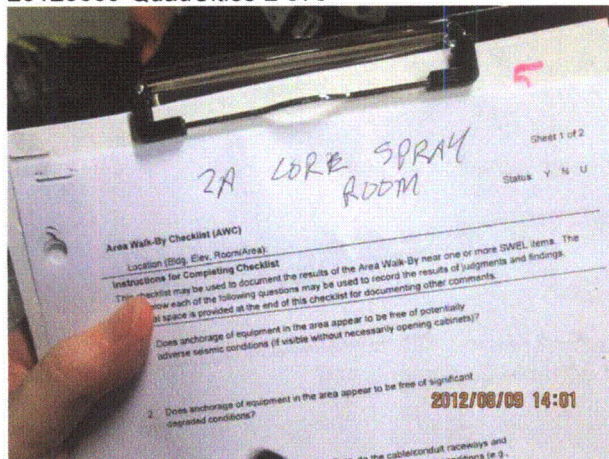 5
Sheet 1 of 2
2A CORE SPRAY
ROOM
Status Y N U
Area Walk-By Checklist (AWC)
Location (Bldg, Elev, Room/Area):
Instructions for Completing Checklist
This checklist may be used to document the results of the Area Walk-By near one or more SWEL items. The
below each of the following questions may be used to record the results of judgments and findings.
space is provided at the end of this checklist for documenting other comments.
Does anchorage of equipment in the area appear to be free of potentially
adverse seismic conditions (if visible without necessarily opening cabinets)?
2. Does anchorage of equipment in the area appear to be free of significant
degraded conditions?
2012/08/09 14:01
the cable/conduit raceways and
(e.g.,